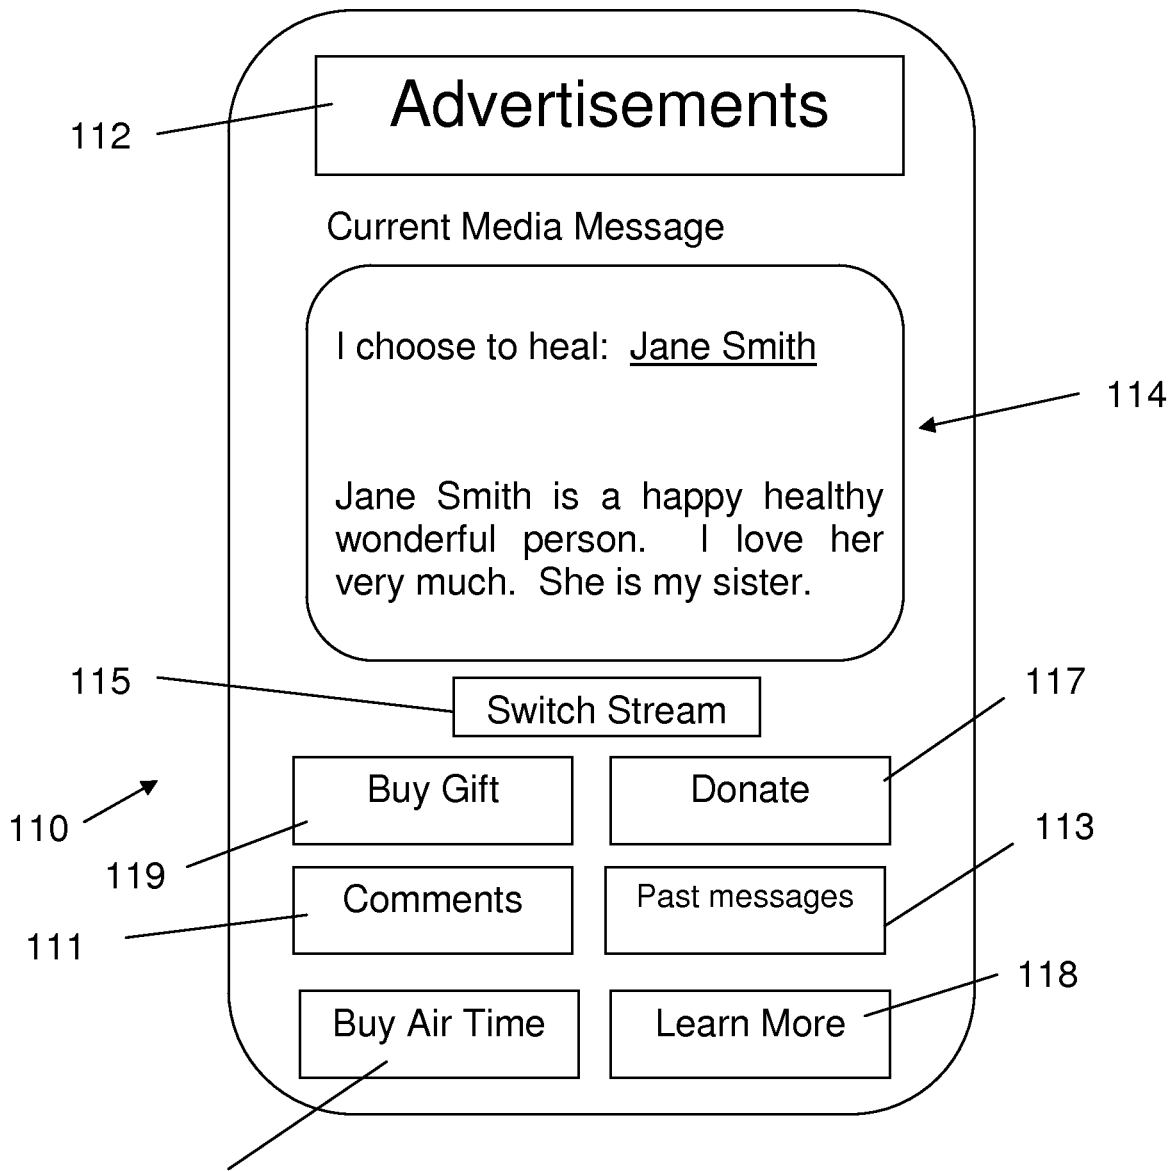 Advertisements
112
Current Media Message
I choose to heal: Jane Smith
114
Jane Smith is a happy healthy
wonderful person. I love her
very much. She is my sister.
115
117
Switch Stream
Buy Gift
Donate
110
113
119
Comments
Past messages
111
118
Buy Air Time
Learn More